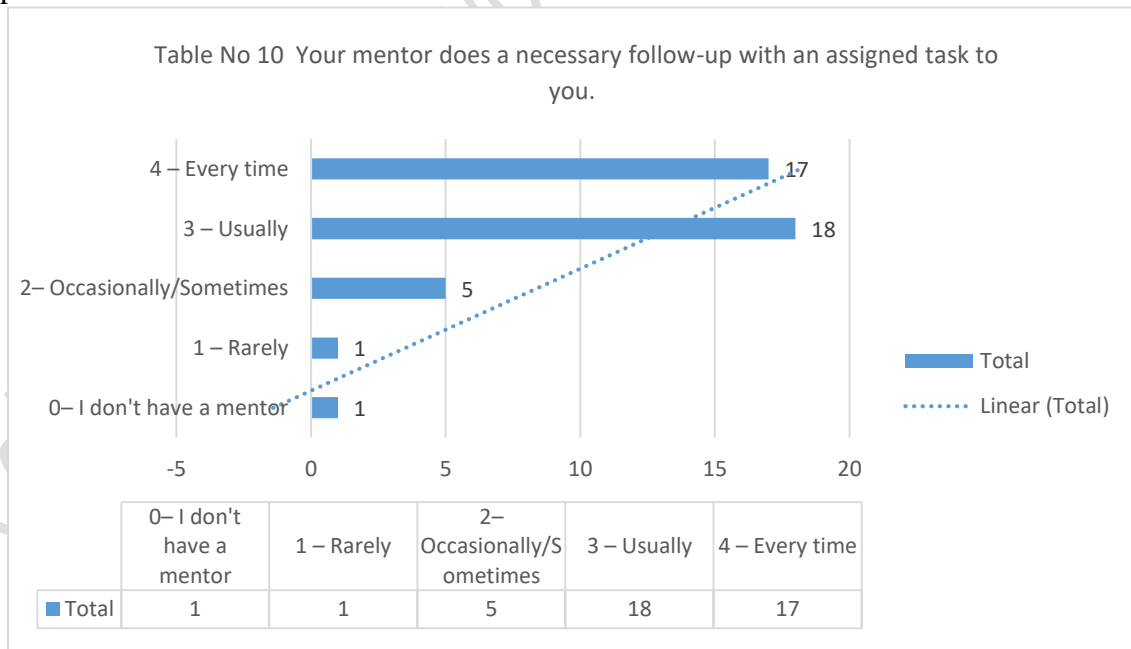 Table No 10 Your mentor does a necessary follow-up with an assigned task to
you.
4 – Every time
17
3 – Usually
18
2– Occasionally/Sometimes
5
1 – Rarely
1
0– I don't have a mentor
1
Total
Linear (Total)
-5 0 5 10 15 20
0– I don't
have a
mentor
1 – Rarely
2–
Occasionally/S
ometimes
3 – Usually
4 – Every time
Total 1 1 5 18 17